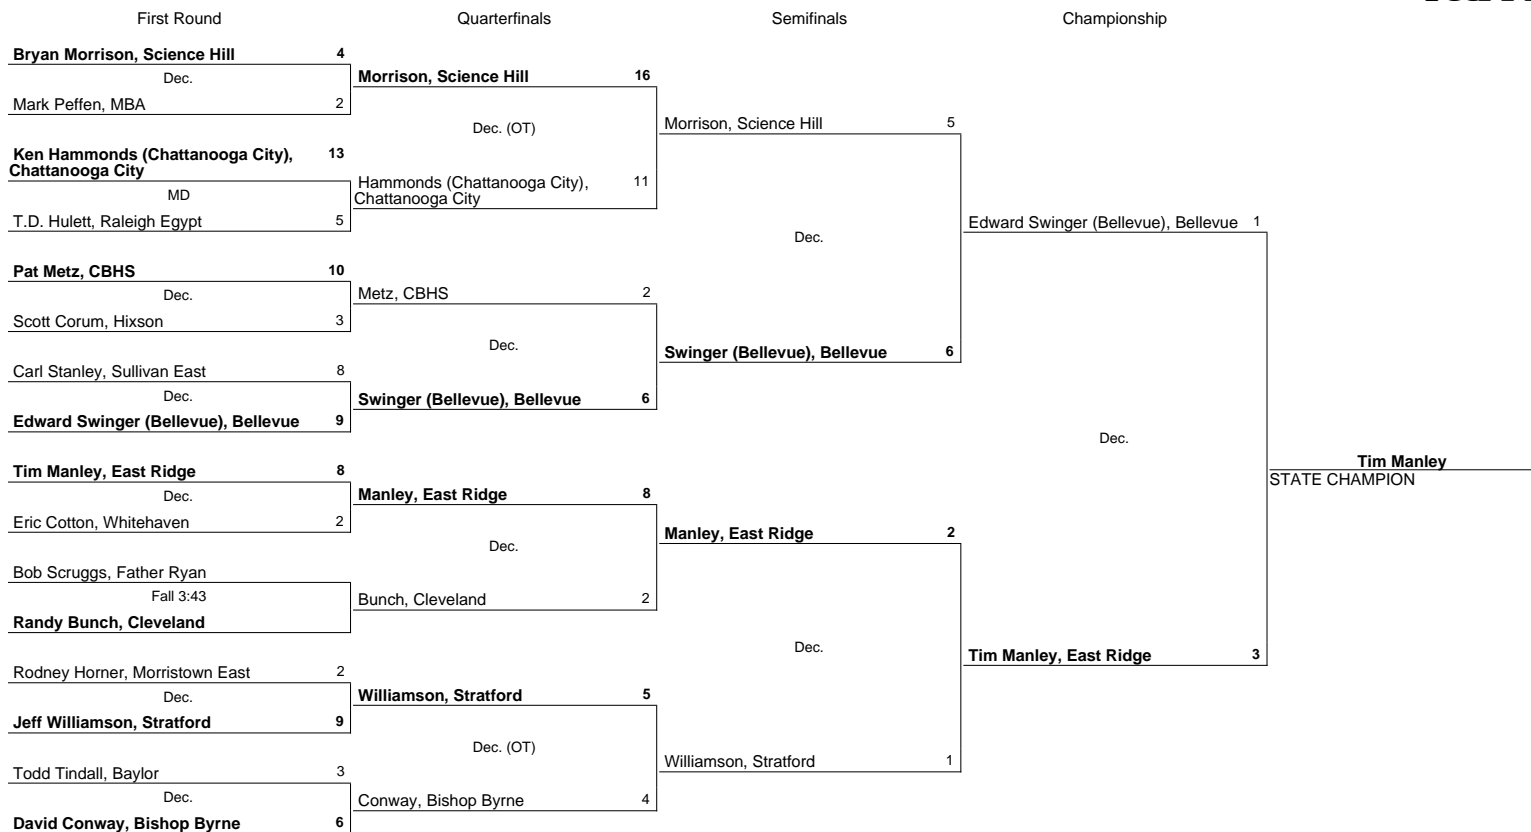 First Round Quarterfinals Semifinals Championship
Bryan Morrison, Science Hill 4
Dec.
Mark Peffen, MBA 2
Ken Hammonds (Chattanooga City), 13
Chattanooga City
MD
T.D. Hulett, Raleigh Egypt 5
Pat Metz, CBHS 10
Dec.
Scott Corum, Hixson 3
Carl Stanley, Sullivan East 8
Dec.
Edward Swinger (Bellevue), Bellevue 9
Tim Manley, East Ridge 8
Dec.
Eric Cotton, Whitehaven 2
Bob Scruggs, Father Ryan
Fall 3:43
Randy Bunch, Cleveland
Rodney Horner, Morristown East 2
Dec.
Jeff Williamson, Stratford 9
Todd Tindall, Baylor 3
Dec.
David Conway, Bishop Byrne 6
Morrison, Science Hill 16
Dec. (OT)
Hammonds (Chattanooga City), 11
Chattanooga City
Metz, CBHS 2
Dec.
Swinger (Bellevue), Bellevue 6
Manley, East Ridge 8
Dec.
Bunch, Cleveland 2
Williamson, Stratford 5
Dec. (OT)
Conway, Bishop Byrne 4
Morrison, Science Hill 5
Dec.
Swinger (Bellevue), Bellevue 6
Manley, East Ridge 2
Dec.
Williamson, Stratford 1
Edward Swinger (Bellevue), Bellevue 1
Dec.
Tim Manley, East Ridge 3
Tim Manley
STATE CHAMPION